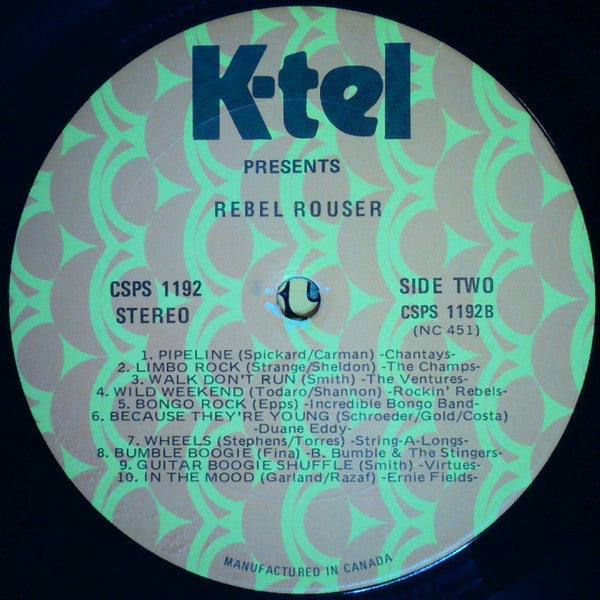 K-tel
PRESENTS
REBEL ROUSER
CSPS 1192
STEREO
SIDE TWO
CSPS 1192B
(NC 451)
1. PIPELINE (Spickard/Carman) -Chantays-
2. LIMBO ROCK (Strange/Sheldon) -The Champs-
3. WALK DON'T RUN (Smith) -The Ventures-
4. WILD WEEKEND (Todaro/Shannon) -Rockin' Rebels-
5. BONGO ROCK (Epps) -Incredible Bongo Band-
6. BECAUSE THEY'RE YOUNG (Schroeder/Gold/Costa)
-Duane Eddy-
7. WHEELS (Stephens/Torres) -String-A-Longs-
8. BUMBLE BOOGIE (Fina) -B. Bumble & The Stingers-
9. GUITAR BOOGIE SHUFFLE (Smith) -Virtues-
10. IN THE MOOD (Garland/Razaf) -Ernie Fields-
MANUFACTURED IN CANADA